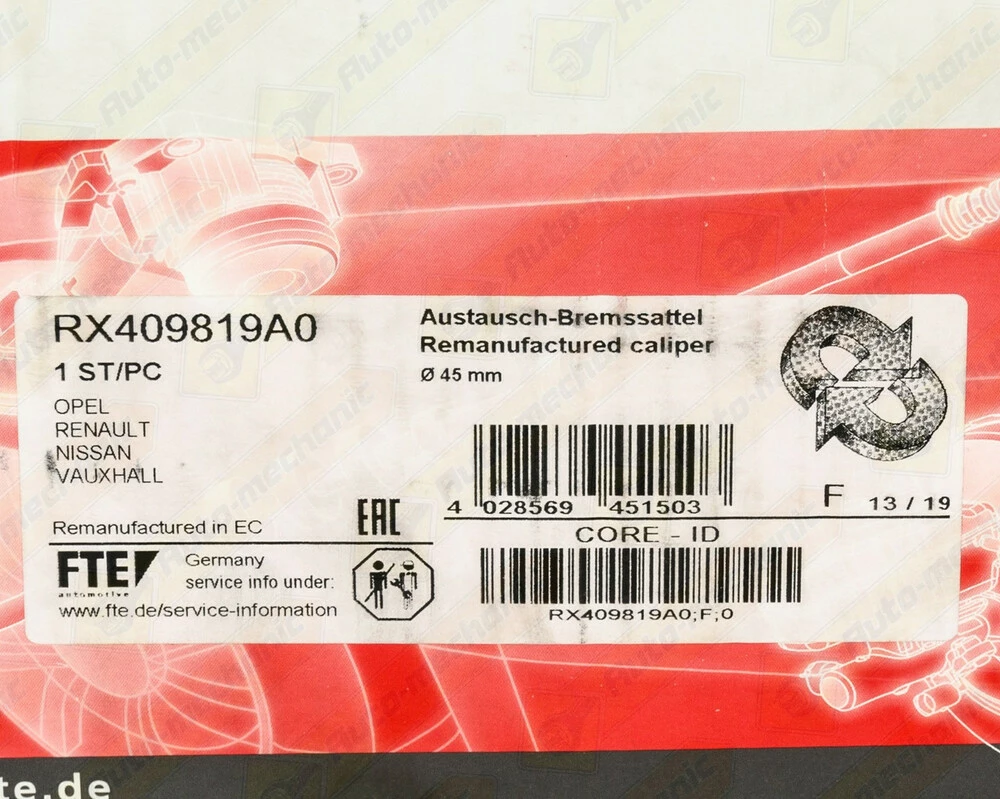 RX409819A0
1 ST/PC
OPEL
RENAULT
NISSAN
VAUXHALL
Remanufactured in EC
EAC
FTE
automotive
Germany
service info under:
www.fte.de/service-information
Austausch-Bremssattel
Remanufactured caliper
Ø 45 mm
4 028569 451503
F 13 / 19
CORE - ID
RX409819A0;F;0
te.de
Auto-mechanic